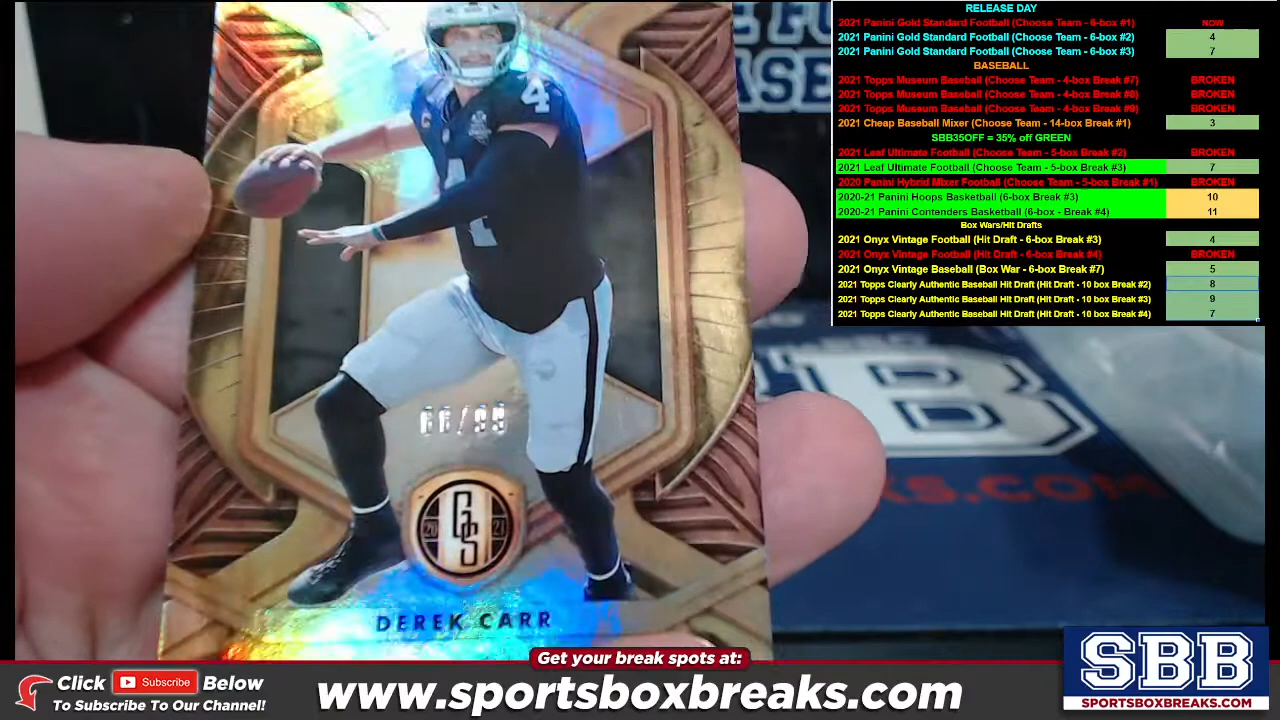 RELEASE DAY
2021 Panini Gold Standard Football (Choose Team - 6-box #1) NOW
2021 Panini Gold Standard Football (Choose Team - 6-box #2) 4
2021 Panini Gold Standard Football (Choose Team - 6-box #3) 7
BASEBALL
2021 Topps Museum Baseball (Choose Team - 4-box Break #7) BROKEN
2021 Topps Museum Baseball (Choose Team - 4-box Break #8) BROKEN
2021 Topps Museum Baseball (Choose Team - 4-box Break #9) BROKEN
2021 Cheap Baseball Mixer (Choose Team - 14-box Break #1) 3
SBB35OFF = 35% off GREEN
2021 Leaf Ultimate Football (Choose Team - 5-box Break #2) BROKEN
2021 Leaf Ultimate Football (Choose Team - 5-box Break #3) 7
2020 Panini Hybrid Mixer Football (Choose Team - 5-box Break #1) BROKEN
2020-21 Panini Hoops Basketball (6-box Break #3) 10
2020-21 Panini Contenders Basketball (6-box - Break #4) 11
Box Wars/Hit Drafts
2021 Onyx Vintage Football (Hit Draft - 6-box Break #3) 4
2021 Onyx Vintage Football (Hit Draft - 6-box Break #4) BROKEN
2021 Onyx Vintage Baseball (Box War - 6-box Break #7) 5
2021 Topps Clearly Authentic Baseball Hit Draft (Hit Draft - 10 box Break #2) 8
2021 Topps Clearly Authentic Baseball Hit Draft (Hit Draft - 10 box Break #3) 9
2021 Topps Clearly Authentic Baseball Hit Draft (Hit Draft - 10 box Break #4) 7
4
66/99
20 GS 21
DEREK CARR
B
KS.COM
Get your break spots at:
Click Subscribe Below
To Subscribe To Our Channel!
www.sportsboxbreaks.com
SBB
SPORTSBOXBREAKS.COM